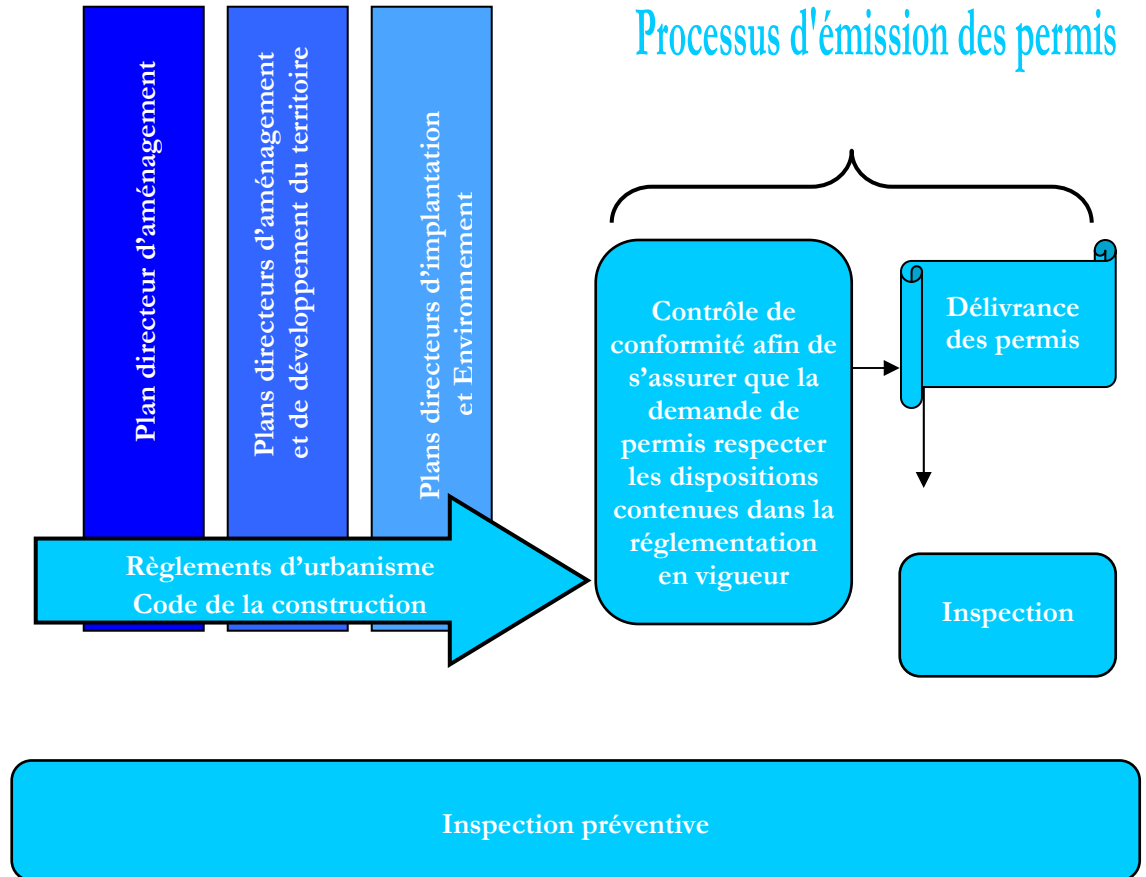 Processus d'émission des permis
Plan directeur d'aménagement
Plans directeurs d'aménagement
et de développement du territoire
Plans directeurs d'implantation
et Environnement
Règlements d'urbanisme
Code de la construction
Contrôle de
conformité afin de
s'assurer que la
demande de
permis respecter
les dispositions
contenues dans la
réglementation
en vigueur
Délivrance
des permis
Inspection
Inspection préventive